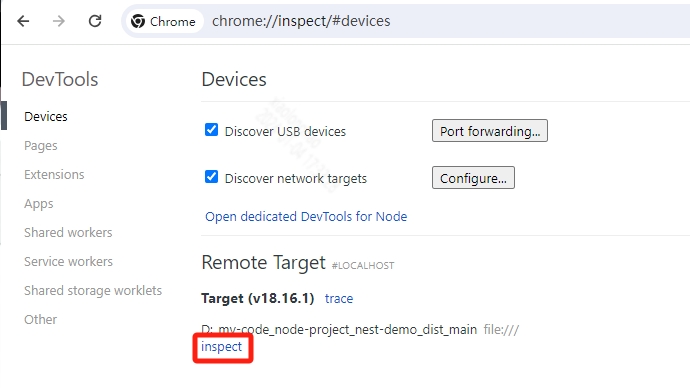 Chrome chrome://inspect/#devices
DevTools
Devices
Pages
Extensions
Apps
Shared workers
Service workers
Shared storage worklets
Other
Devices
Discover USB devices Port forwarding...
Discover network targets Configure...
Open dedicated DevTools for Node
Remote Target #LOCALHOST
Target (v18.16.1) trace
D:_my-code_node-project_nest-demo_dist_main file:///
inspect